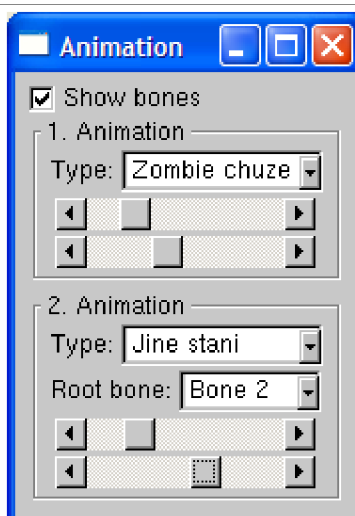 Animation
Show bones
1. Animation
Type: Zombie chuze
2. Animation
Type: Jine stani
Root bone: Bone 2